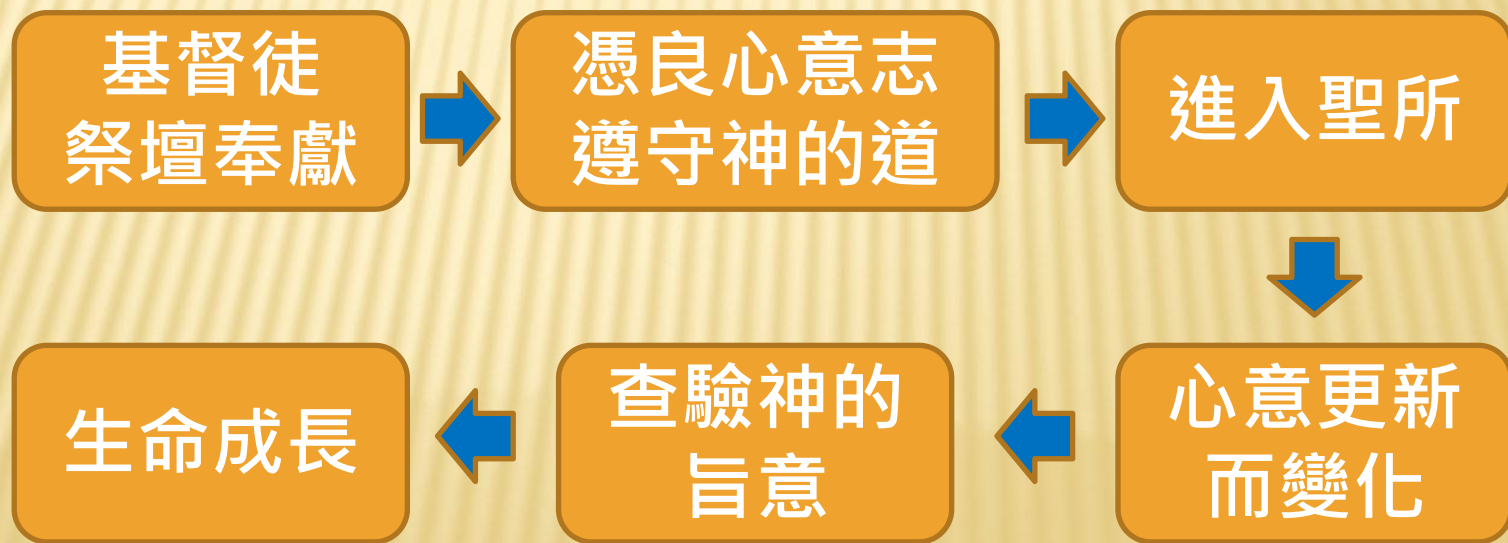 基督徒
祭壇奉獻
憑良心意志
遵守神的道
進入聖所
心意更新
而變化
查驗神的
旨意
生命成長